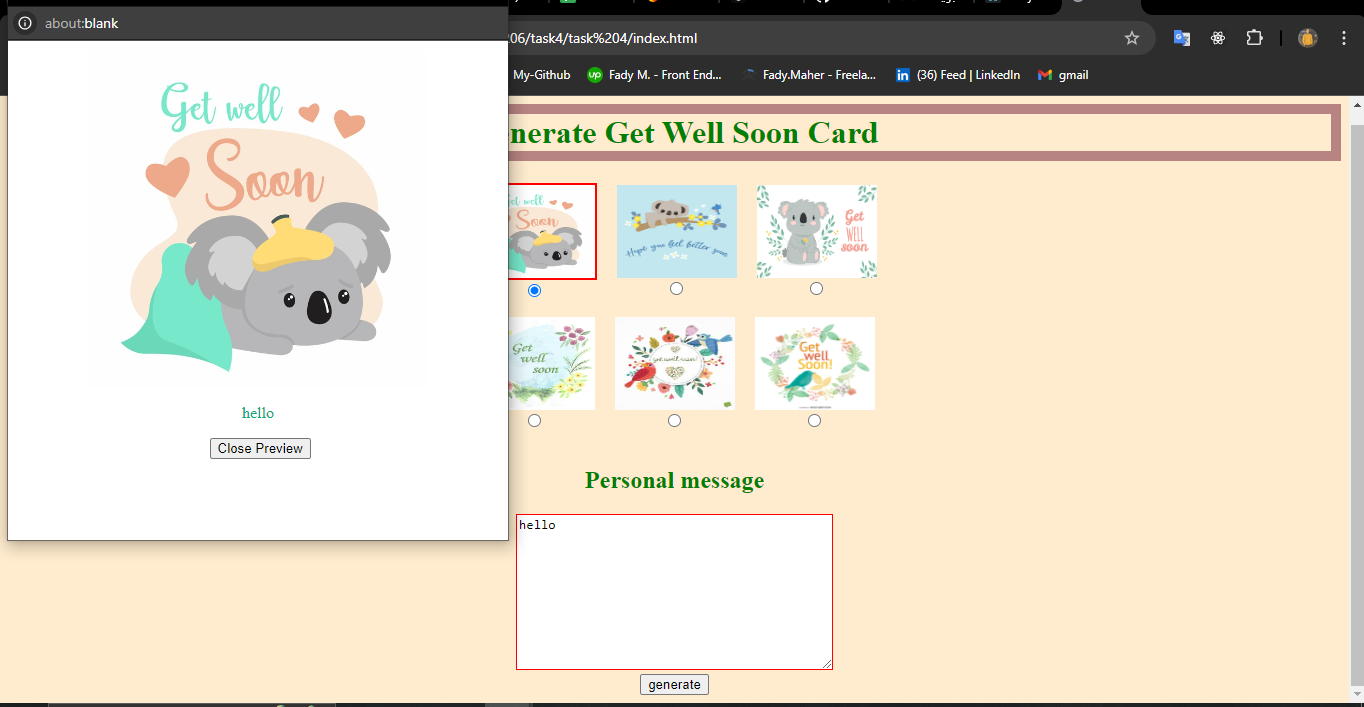 about:blank
206/task4/task%204/index.html
My-Github
Fady M. - Front End...
Fady.Maher - Freela...
(36) Feed | LinkedIn
gmail
Get well
Soon
hello
Close Preview
nerate Get Well Soon Card
Get well
Soon
Hope you feel better soon
Get
WELL
soon
Get
well
soon
Get well soon!
Get
well
Soon!
Personal message
hello
generate